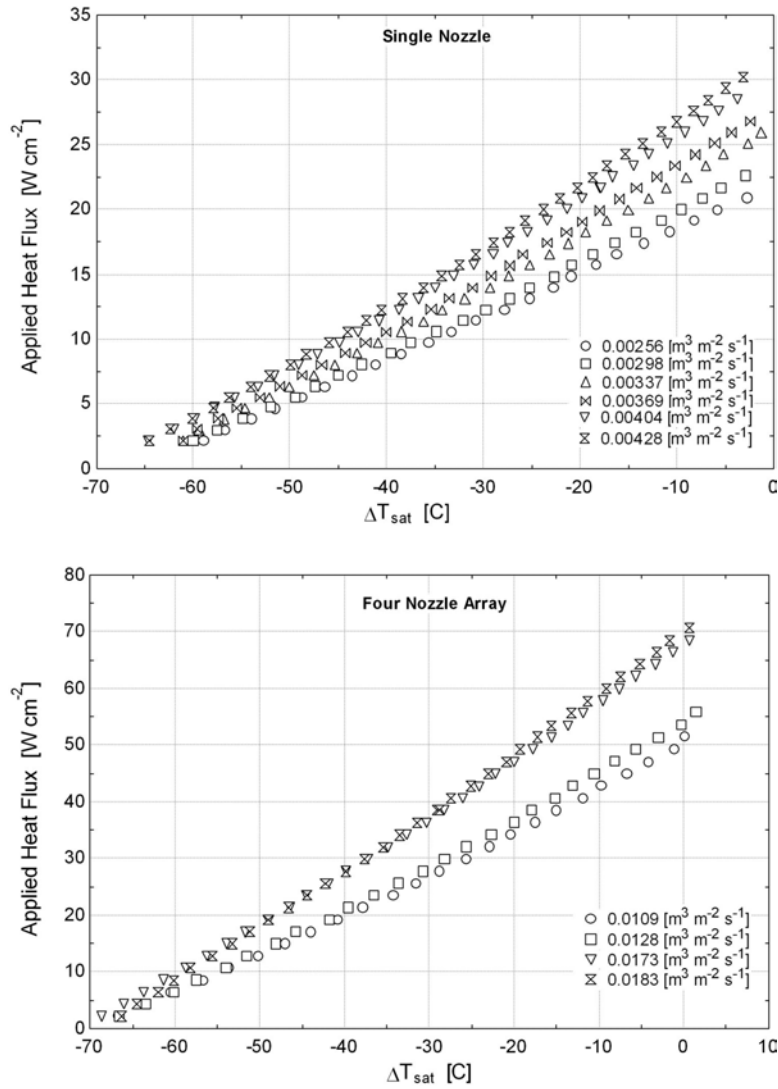 Single Nozzle
Applied Heat Flux [W cm-2]
35
30
25
20
15
10
5
0
0.00256 [m3 m-2 s-1]
0.00298 [m3 m-2 s-1]
0.00337 [m3 m-2 s-1]
0.00369 [m3 m-2 s-1]
0.00404 [m3 m-2 s-1]
0.00428 [m3 m-2 s-1]
-70 -60 -50 -40 -30 -20 -10 0
ΔTsat [C]
Four Nozzle Array
Applied Heat Flux [W cm-2]
80
70
60
50
40
30
20
10
0
0.0109 [m3 m-2 s-1]
0.0128 [m3 m-2 s-1]
0.0173 [m3 m-2 s-1]
0.0183 [m3 m-2 s-1]
-70 -60 -50 -40 -30 -20 -10 0 10
ΔTsat [C]